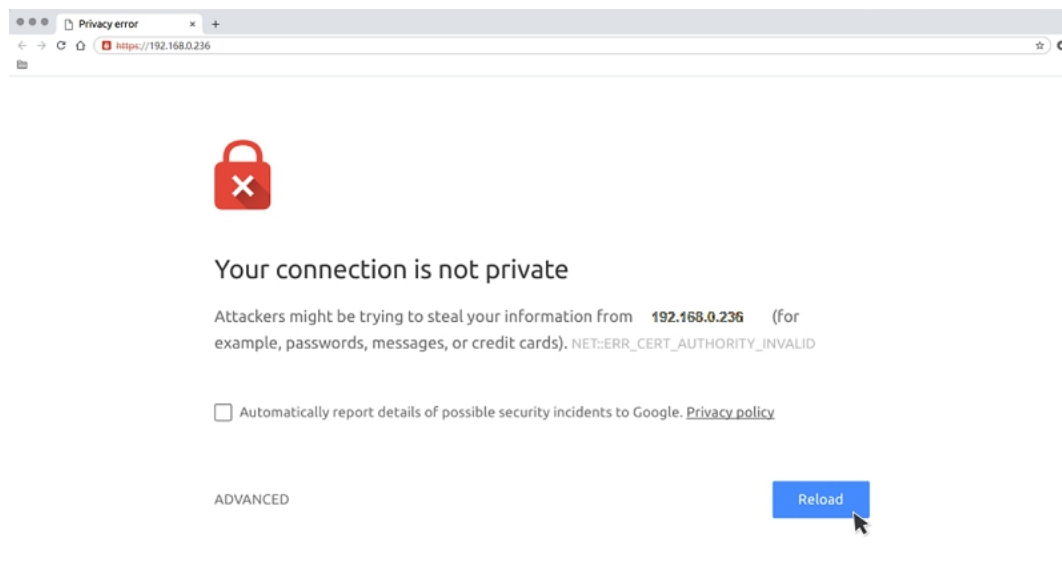 Privacy error
https://192.168.0.236
Your connection is not private
Attackers might be trying to steal your information from 192.168.0.236 (for
example, passwords, messages, or credit cards). NET::ERR_CERT_AUTHORITY_INVALID
Automatically report details of possible security incidents to Google. Privacy policy
ADVANCED
Reload